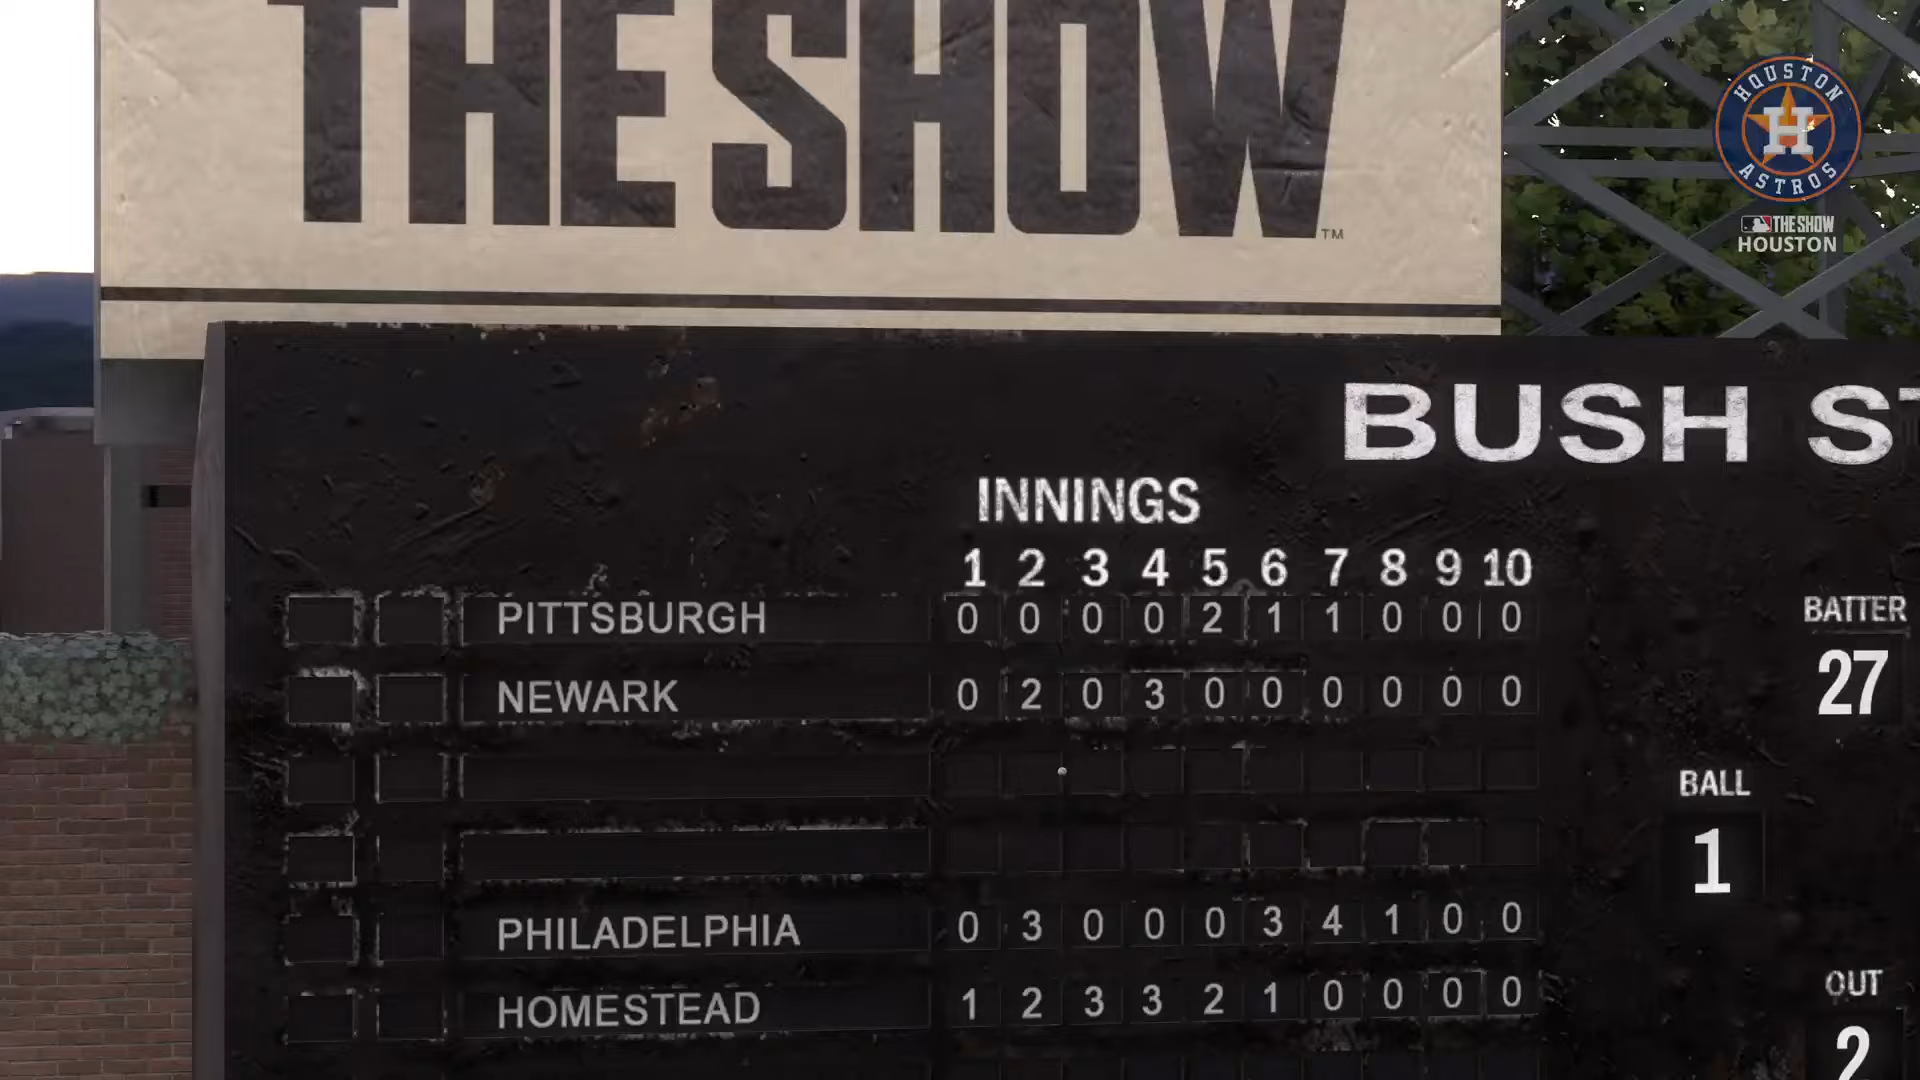 THE SHOW
TM
HOUSTON
ASTROS
THE SHOW
HOUSTON
BUSH
INNINGS
1 2 3 4 5 6 7 8 9 10
PITTSBURGH 0 0 0 0 2 1 1 0 0 0
NEWARK 0 2 0 3 0 0 0 0 0 0
PHILADELPHIA 0 3 0 0 0 3 4 1 0 0
HOMESTEAD 1 2 3 3 2 1 0 0 0 0
BATTER
27
BALL
1
OUT
2